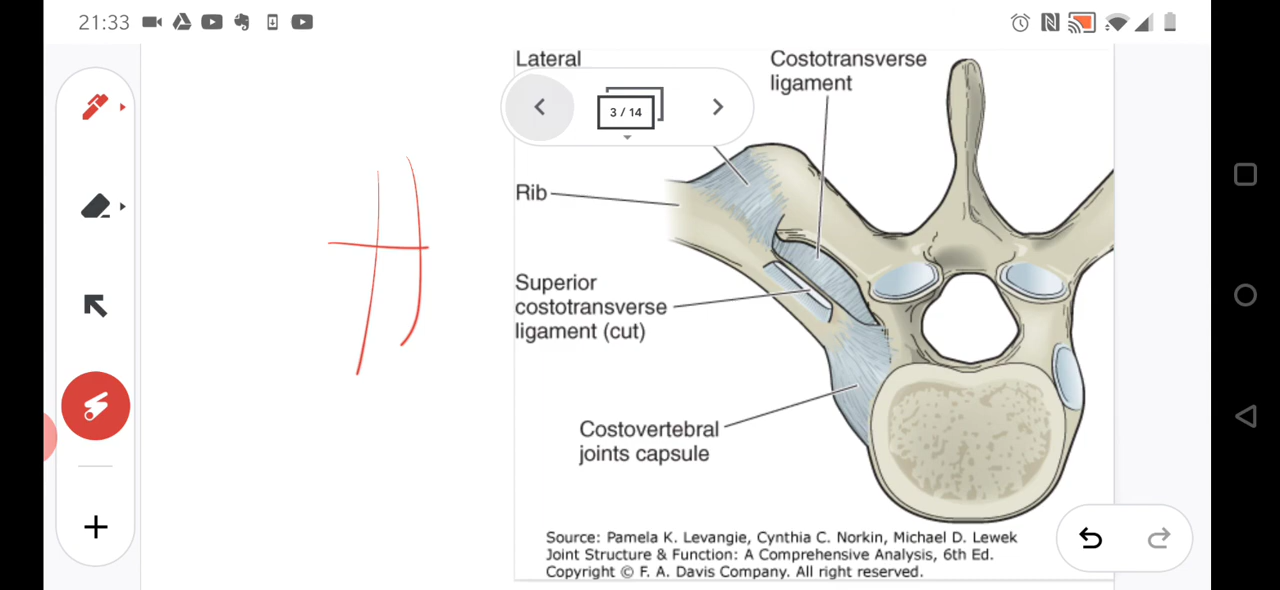 21:33
Lateral
3 / 14
Costotransverse
ligament
Rib
Superior
costotransverse
ligament (cut)
Costovertebral
joints capsule
Source: Pamela K. Levangie, Cynthia C. Norkin, Michael D. Lewek
Joint Structure & Function: A Comprehensive Analysis, 6th Ed.
Copyright © F. A. Davis Company. All right reserved.